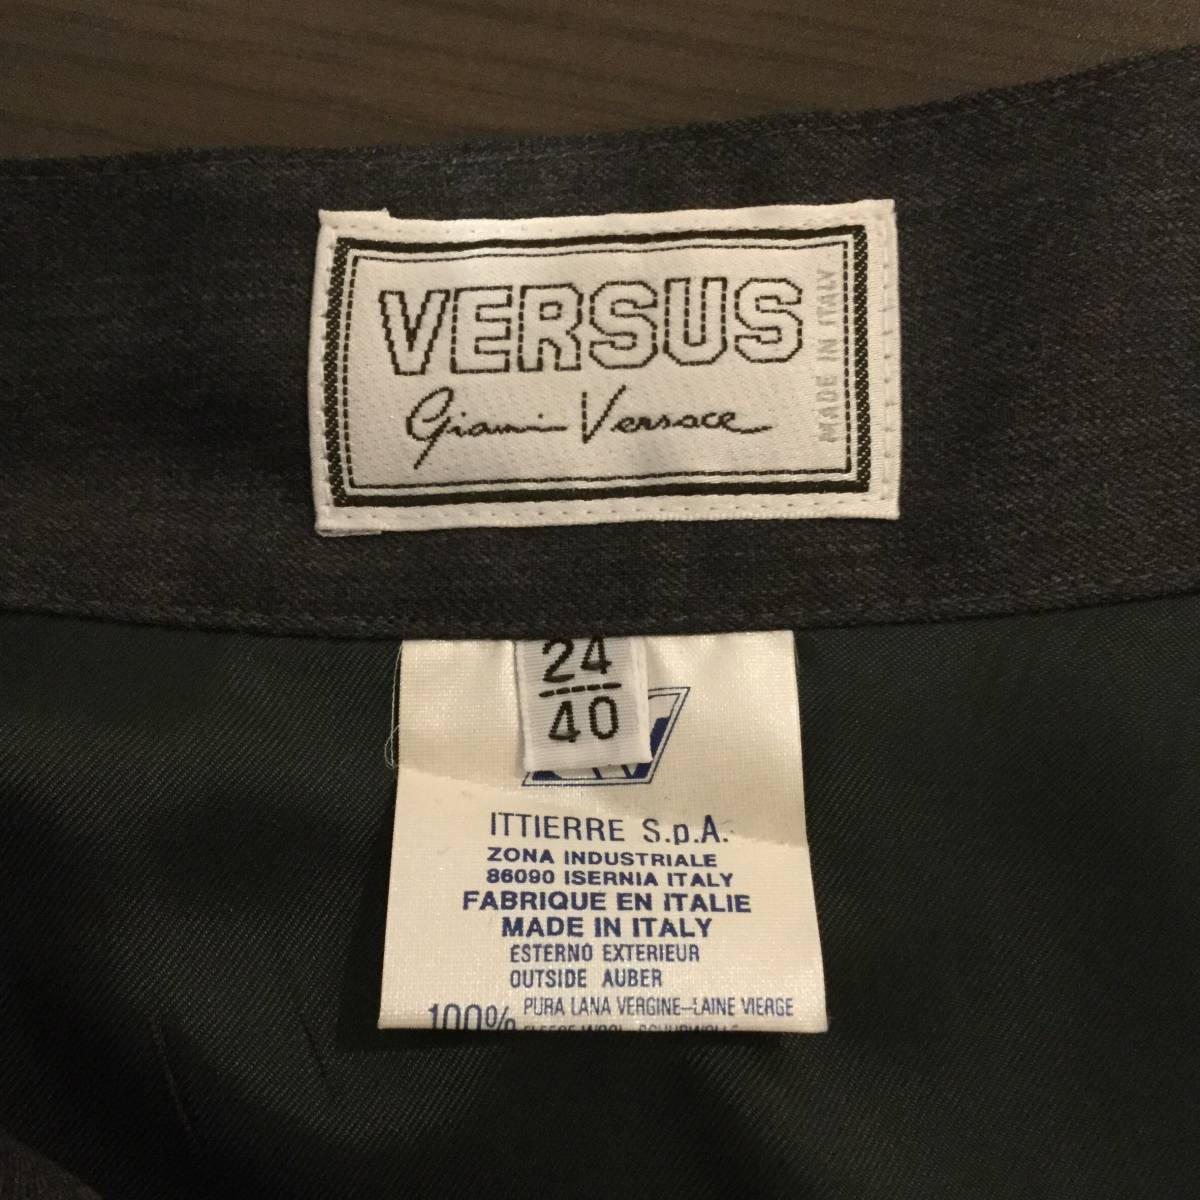 VERSUS
Gianni Versace
MADE IN ITALY
24
40
ITTIERRE S.p.A.
ZONA INDUSTRIALE
86090 ISERNIA ITALY
FABRIQUE EN ITALIE
MADE IN ITALY
ESTERNO EXTERIEUR
OUTSIDE AUBER
100% PURA LANA VERGINE-LAINE VIERGE